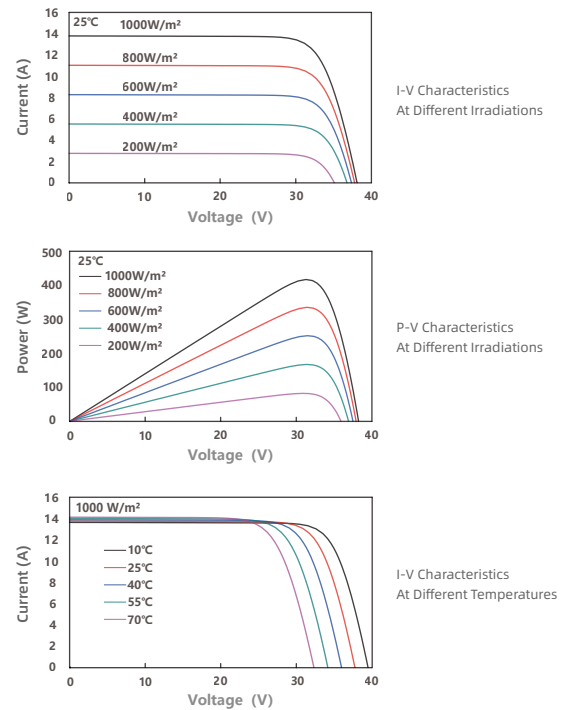 16
14
12
10
8
6
4
2
0
Current (A)
25℃
1000W/m²
800W/m²
600W/m²
400W/m²
200W/m²
0
10
20
30
40
Voltage (V)
I-V Characteristics
At Different Irradiations
500
400
300
200
100
0
Power (W)
25℃
1000W/m²
800W/m²
600W/m²
400W/m²
200W/m²
0
10
20
30
40
Voltage (V)
P-V Characteristics
At Different Irradiations
16
14
12
10
8
6
4
2
0
Current (A)
1000 W/m²
10℃
25℃
40℃
55℃
70℃
0
10
20
30
40
Voltage (V)
I-V Characteristics
At Different Temperatures